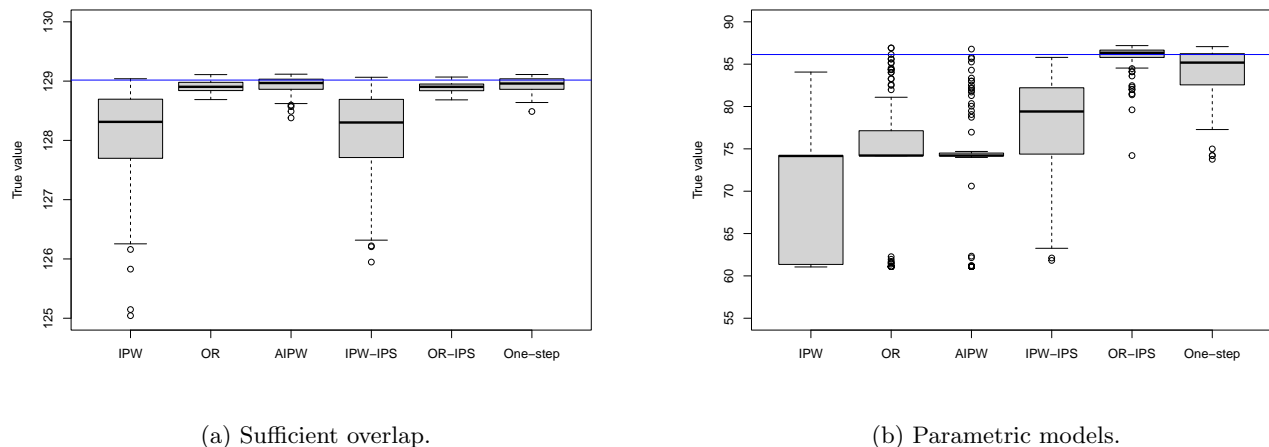 130
129
128
127
126
125
True value
IPW OR AIPW IPW−IPS OR−IPS One−step
(a) Sufficient overlap.
90
85
80
75
70
65
60
55
True value
IPW OR AIPW IPW−IPS OR−IPS One−step
(b) Parametric models.